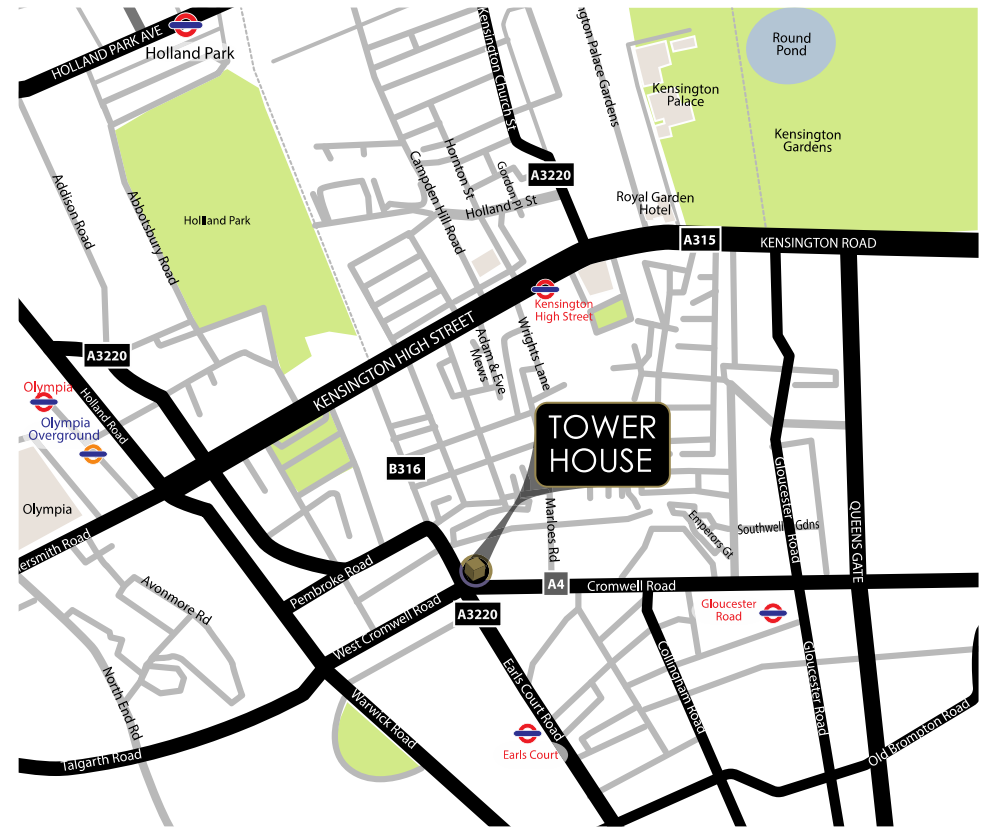 HOLLAND PARK AVE
Holland Park
Kensington Church St
ngton Palace Gardens
Round
Pond
Kensington
Palace
Kensington
Gardens
Addison Road
Abbotsbury Road
Holland Park
Campden Hill Road
Hornton St
Gordon P
Holland St
A3220
Royal Garden
Hotel
A315
KENSINGTON ROAD
Kensington
High Street
KENSINGTON HIGH STREET
Adam & Eve
Mews
Wrights Lane
A3220
Olympia
Holland Road
Olympia
Overground
Olympia
ersmith Road
B316
TOWER
HOUSE
Marloes Rd
Emperors Gt
Southwell Gdns
Gloucester Road
QUEENS GATE
Pembroke Road
A4
Cromwell Road
A3220
West Cromwell Road
Avonmore Rd
North End Rd
Talgarth Road
Warwick Road
Earls Court Road
Earls Court
Collingham Road
Gloucester
Road
Gloucester Road
Old Brompton Road